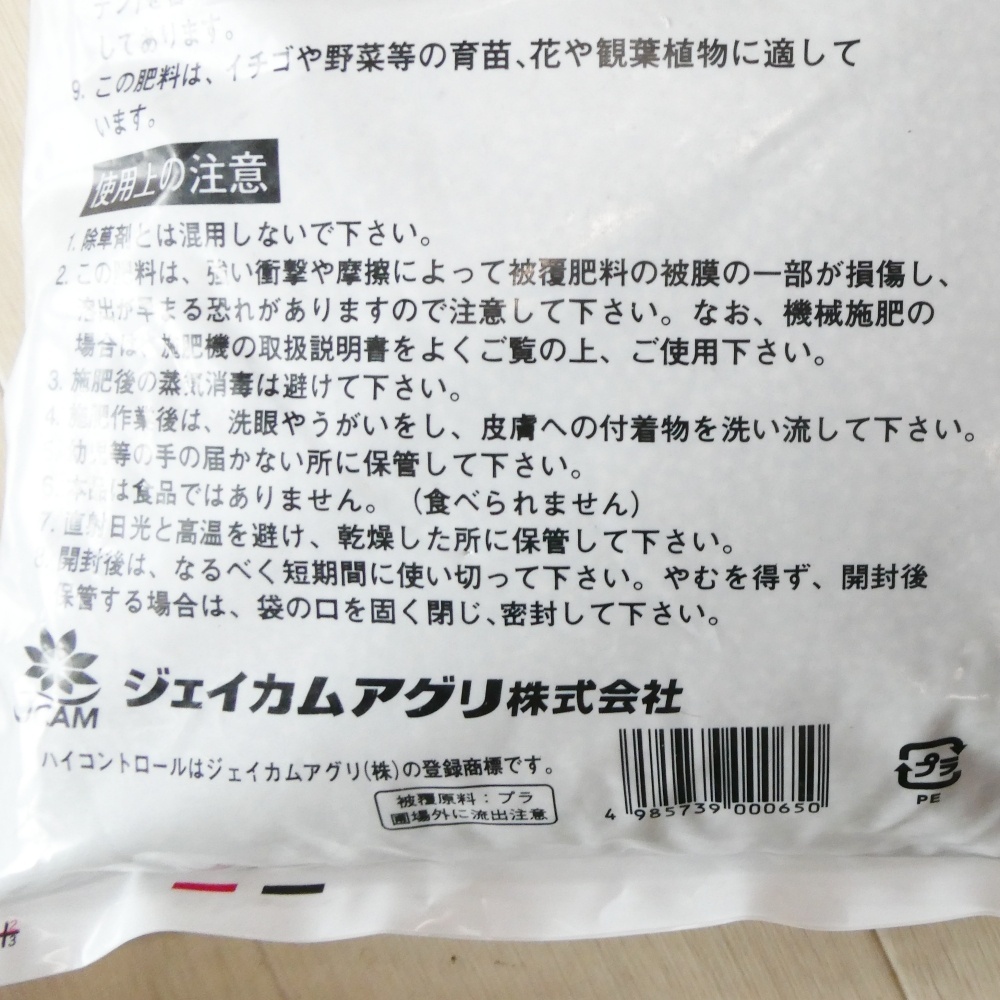 してあります。
9. この肥料は、イチゴや野菜等の育苗、花や観葉植物に適して
います。
使用上の注意
1. 除草剤とは混用しないで下さい。
2. この肥料は、強い衝撃や摩擦によって被覆肥料の被膜の一部が損傷し、
溶出が早まる恐れがありますので注意して下さい。なお、機械施肥の
場合は、施肥機の取扱説明書をよくご覧の上、ご使用下さい。
3. 施肥後の蒸気消毒は避けて下さい。
4. 施肥作業後は、洗眼やうがいをし、皮膚への付着物を洗い流して下さい。
等の手の届かない所に保管して下さい。
6. 本品は食品ではありません。（食べられません）
7. 直射日光と高温を避け、乾燥した所に保管して下さい。
開封後は、なるべく短期間に使い切って下さい。やむを得ず、開封後
保管する場合は、袋の口を固く閉じ、密封して下さい。
JCAM
ジェイカムアグリ株式会社
ハイコントロールはジェイカムアグリ(株)の登録商標です。
被覆原料：プラ
圃場外に流出注意
4 985739 000650
プラ
PE